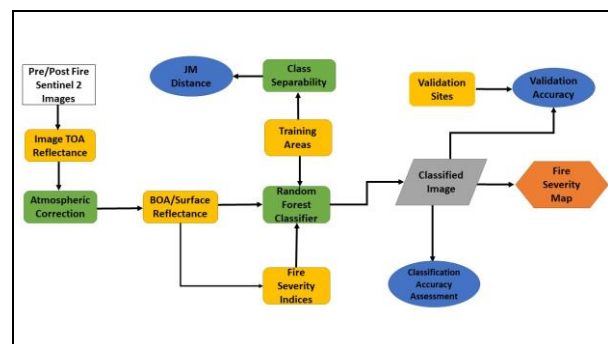 Pre/Post Fire
Sentinel 2
Images
Image TOA
Reflectance
Atmospheric
Correction
BOA/Surface
Reflectance
JM
Distance
Class
Separability
Training
Areas
Random
Forest
Classifier
Fire
Severity
Indices
Classified
Image
Validation
Sites
Validation
Accuracy
Fire
Severity
Map
Classification
Accuracy
Assessment